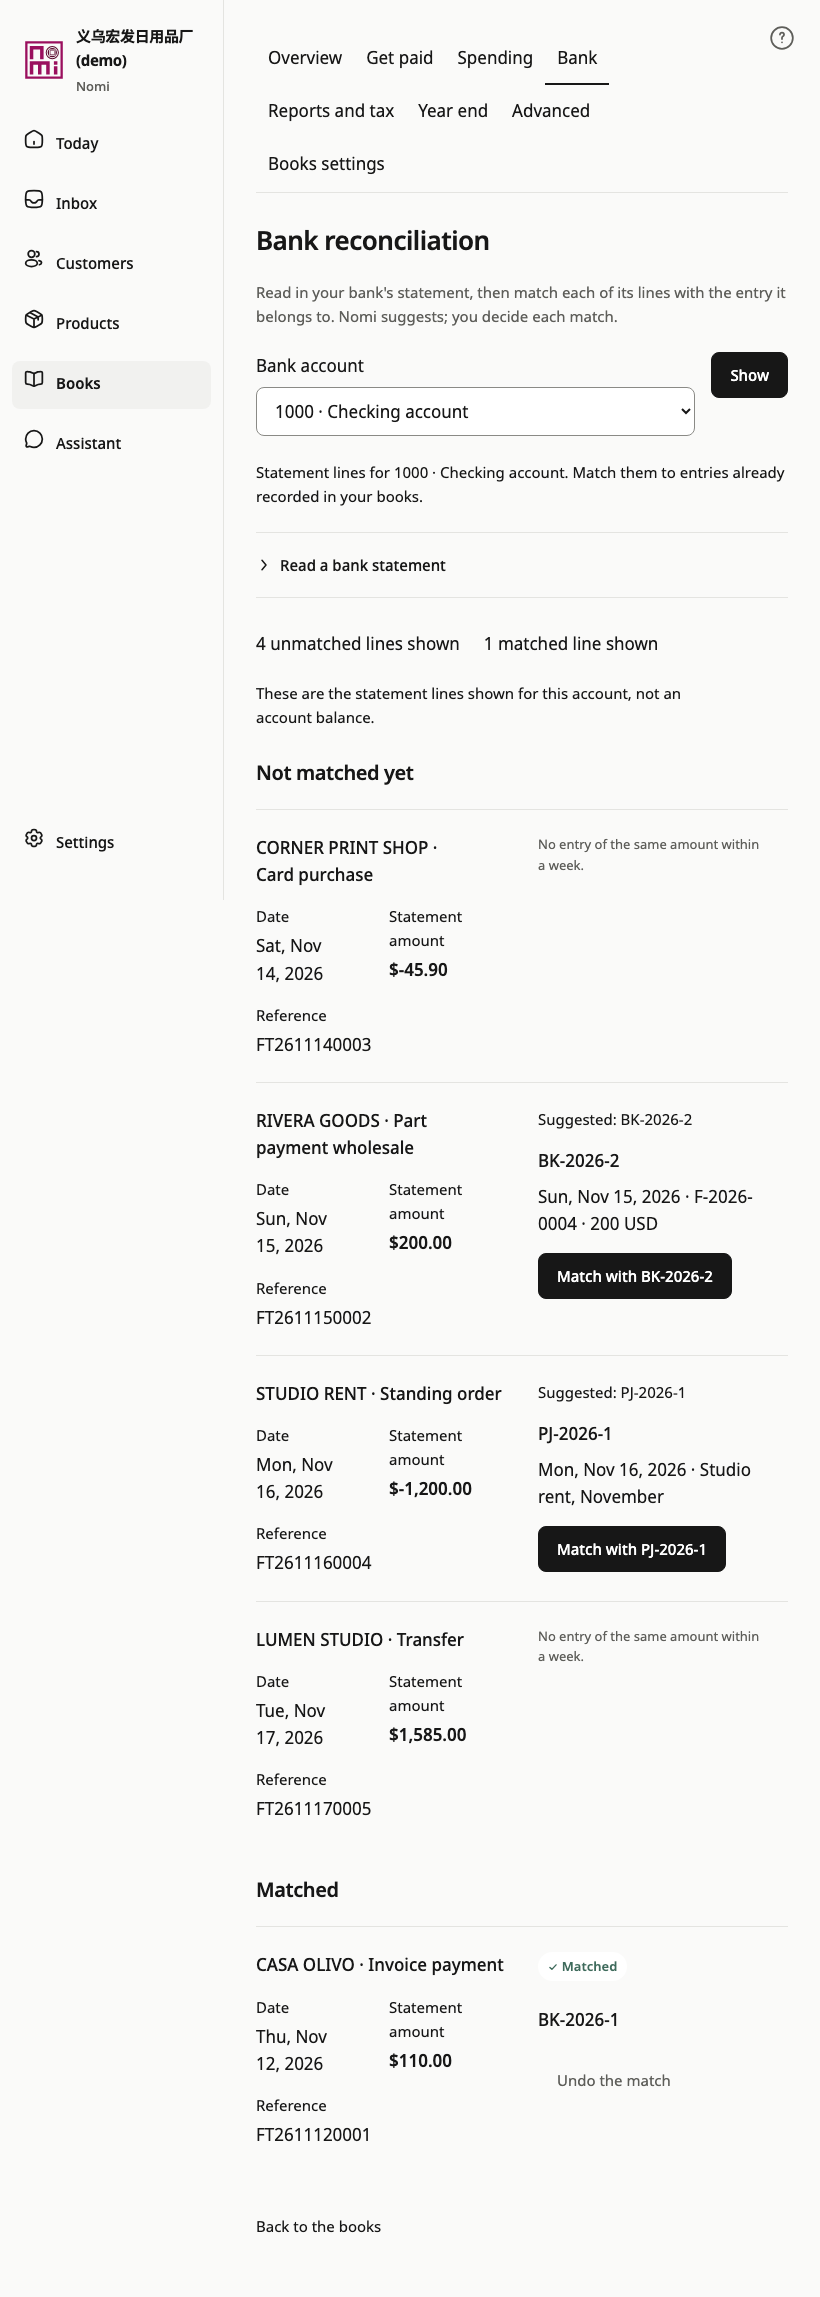 义乌宏发日用品厂
(demo)
Nomi
Today
Inbox
Customers
Products
Books
Assistant
Settings
Overview Get paid Spending Bank
Reports and tax Year end Advanced
Books settings
Bank reconciliation
Read in your bank's statement, then match each of its lines with the entry it
belongs to. Nomi suggests; you decide each match.
Bank account
Show
1000 · Checking account
Statement lines for 1000 · Checking account. Match them to entries already
recorded in your books.
Read a bank statement
4 unmatched lines shown 1 matched line shown
These are the statement lines shown for this account, not an
account balance.
Not matched yet
CORNER PRINT SHOP ·
Card purchase
Date
Sat, Nov
14, 2026
Statement
amount
$-45.90
Reference
FT2611140003
No entry of the same amount within
a week.
RIVERA GOODS · Part
payment wholesale
Date
Sun, Nov
15, 2026
Statement
amount
$200.00
Reference
FT2611150002
Suggested: BK-2026-2
BK-2026-2
Sun, Nov 15, 2026 · F-2026-
0004 · 200 USD
Match with BK-2026-2
STUDIO RENT · Standing order
Date
Mon, Nov
16, 2026
Statement
amount
$-1,200.00
Reference
FT2611160004
Suggested: PJ-2026-1
PJ-2026-1
Mon, Nov 16, 2026 · Studio
rent, November
Match with PJ-2026-1
LUMEN STUDIO · Transfer
Date
Tue, Nov
17, 2026
Statement
amount
$1,585.00
Reference
FT2611170005
No entry of the same amount within
a week.
Matched
CASA OLIVO · Invoice payment
Date
Thu, Nov
12, 2026
Statement
amount
$110.00
Reference
FT2611120001
Matched
BK-2026-1
Undo the match
Back to the books